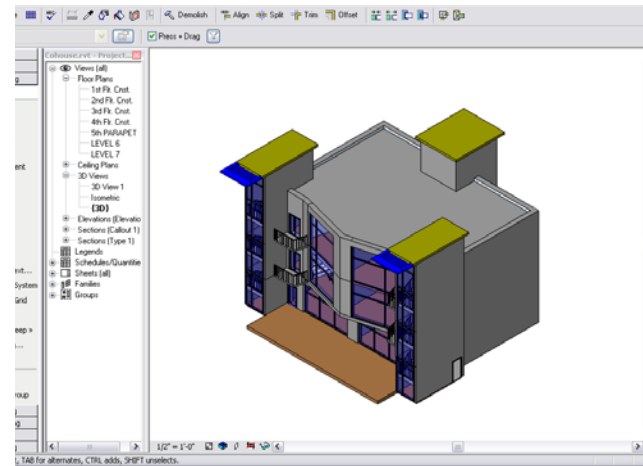 Demolish Align Split Trim Offset
Press + Drag
Cohouse.rvt - Project...
Views (all)
Floor Plans
1st Flr. Cnst.
2nd Flr. Cnst.
3rd Flr. Cnst.
4th Flr. Cnst.
5th PARAPET
LEVEL 6
LEVEL 7
Ceiling Plans
3D Views
3D View 1
Isometric
{3D}
Elevations (Elevatio
Sections (Callout 1)
Sections (Type 1)
Legends
Schedules/Quantitie
Sheets (all)
Families
Groups
ent
System
Grid
eep »
roup
1/2" = 1'-0"
, TAB for alternates, CTRL adds, SHIFT unselects.